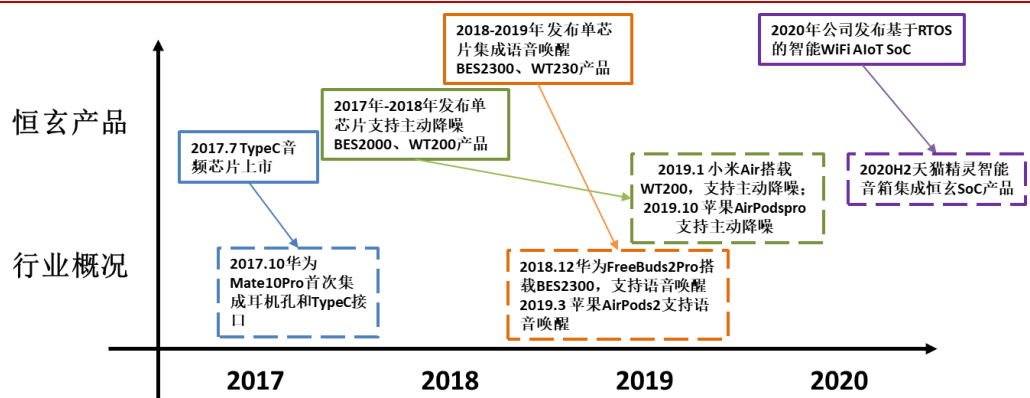 恒玄产品
行业概况
2017.7 TypeC音
频芯片上市
2017年-2018年发布单
芯片支持主动降噪
BES2000、WT200产品
2018-2019年 发布单芯
片集成语音唤醒
BES2300、WT230产品
2020年公司发布基于RTOS
的智能WiFi AIoT SoC
2017.10华为
Mate10Pro首次集
成耳机孔和TypeC接
口
2018.12华为FreeBuds2Pro搭
载BES2300，支持语音唤醒
2019.3 苹果AirPods2支持语
音唤醒
2019.1 小米Air搭载
WT200，支持主动降噪；
2019.10 苹果AirPodspro
支持主动降噪
2020H2天猫精灵智能
音箱集成恒玄SoC产品
2017
2018
2019
2020